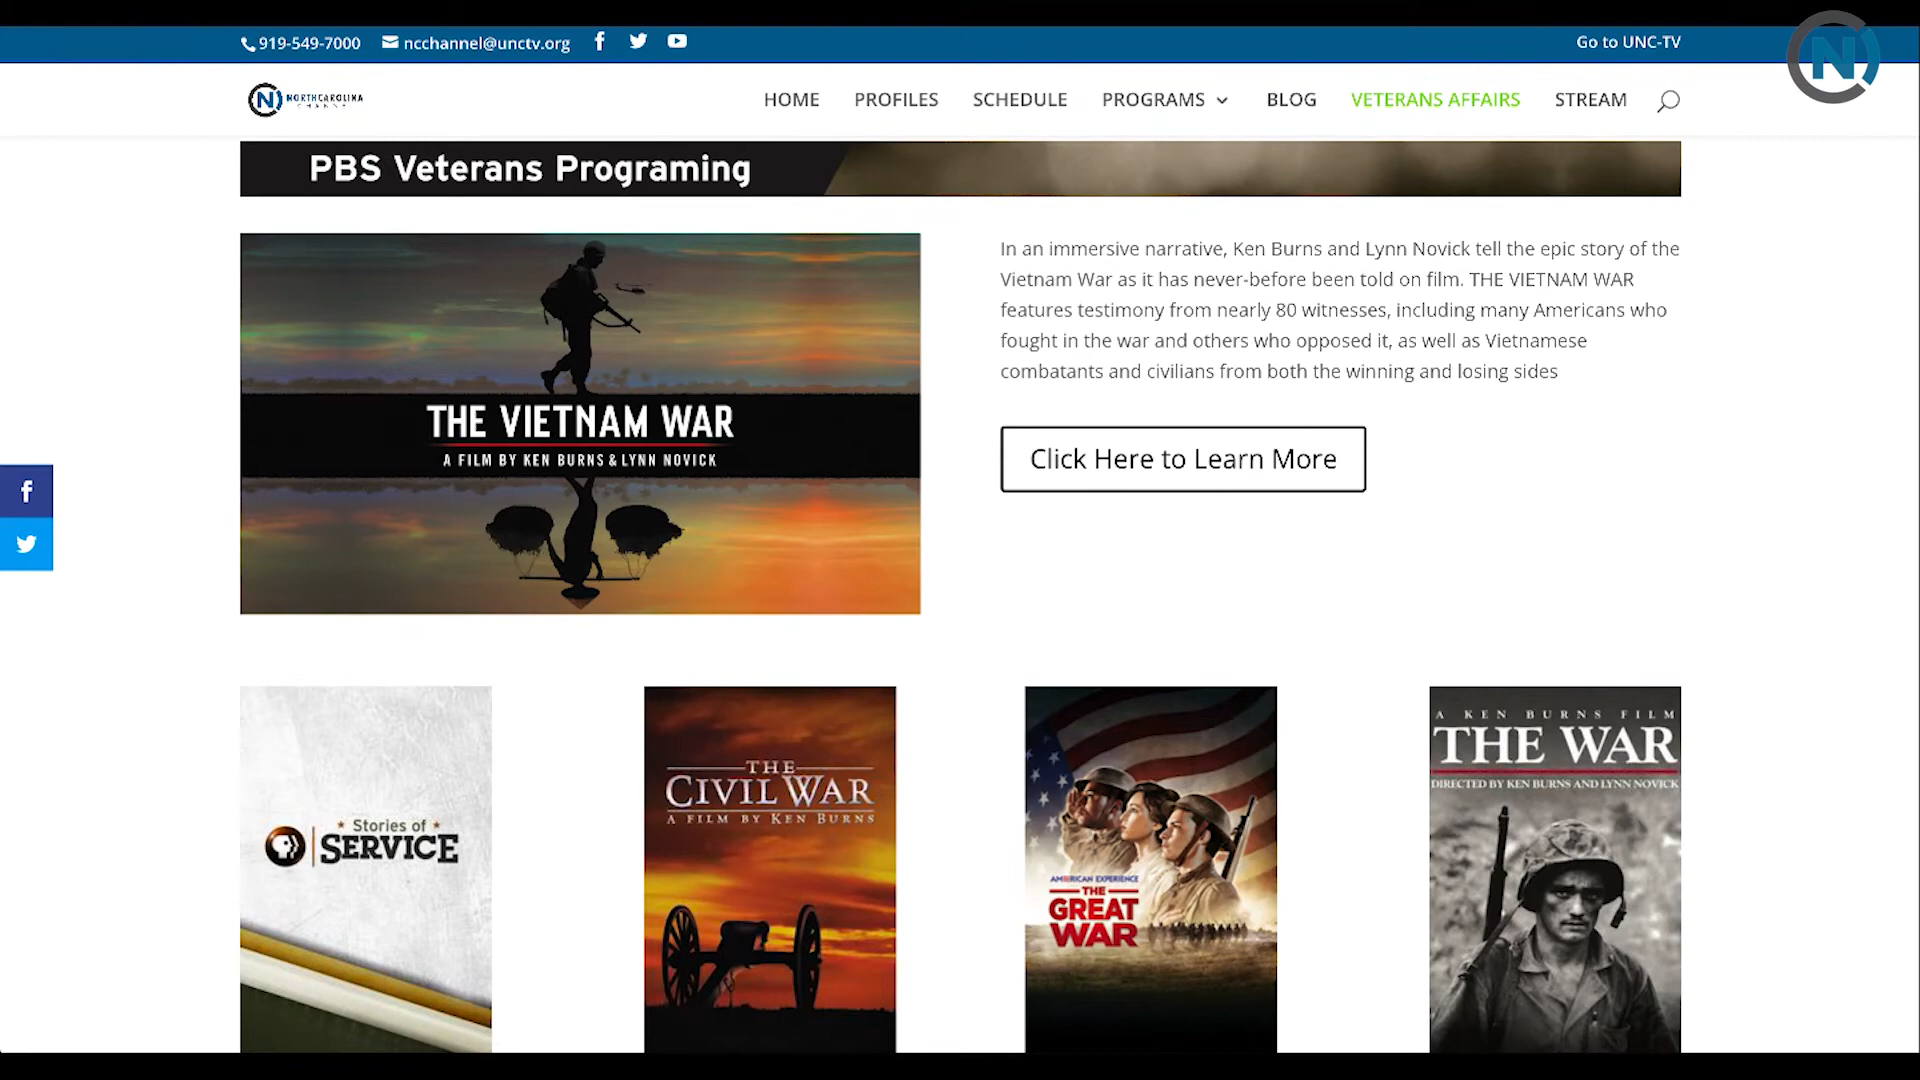 919-549-7000
ncchannel@unctv.org
Go to UNC-TV
N
NORTH CAROLINA
HOME
PROFILES
SCHEDULE
PROGRAMS
BLOG
VETERANS AFFAIRS
STREAM
N
PBS Veterans Programing
THE VIETNAM WAR
A FILM BY KEN BURNS & LYNN NOVICK
In an immersive narrative, Ken Burns and Lynn Novick tell the epic story of the
Vietnam War as it has never-before been told on film. THE VIETNAM WAR
features testimony from nearly 80 witnesses, including many Americans who
fought in the war and others who opposed it, as well as Vietnamese
combatants and civilians from both the winning and losing sides
Click Here to Learn More
Stories of
SERVICE
THE
CIVIL WAR
A FILM BY KEN BURNS
AMERICAN EXPERIENCE
THE
GREAT
WAR
A KEN BURNS FILM
THE WAR
DIRECTED BY KEN BURNS AND LYNN NOVICK